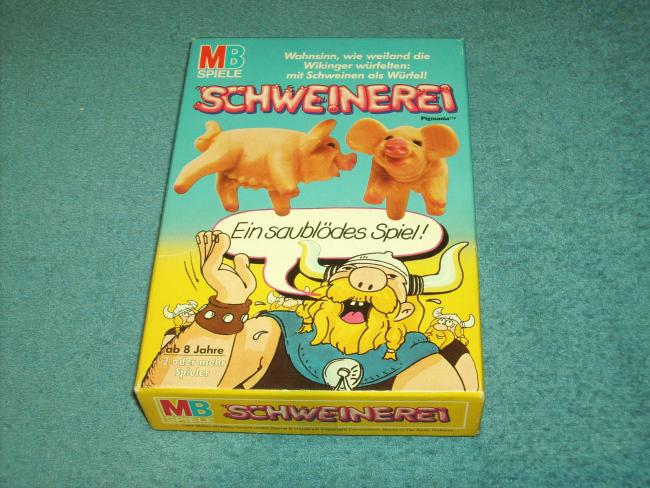 MB
SPIELE
Wahnsinn, wie weiland die
Wikinger würfelten:
mit Schweinen als Würfel!
SCHWEINEREI
Pigmania™
Ein saublödes Spiel!
ab 8 Jahre
2 oder mehr
Spieler
MB
SPIELE
SCHWEINEREI